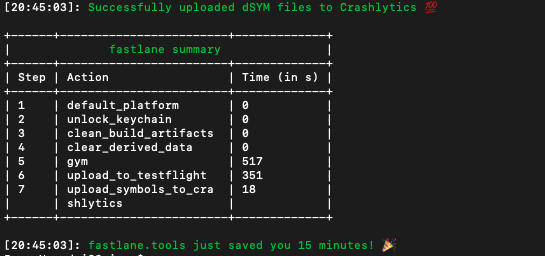 [20:45:03]: Successfully uploaded dSYM files to Crashlytics 💯
+------+---------------------+-------------+
|              fastlane summary              |
+------+---------------------+-------------+
| Step | Action              | Time (in s) |
+------+---------------------+-------------+
| 1    | default_platform    | 0           |
| 2    | unlock_keychain     | 0           |
| 3    | clean_build_artifacts | 0           |
| 4    | clear_derived_data  | 0           |
| 5    | gym                 | 517         |
| 6    | upload_to_testflight | 351         |
| 7    | upload_symbols_to_cra | 18          |
|      | shlytics            |             |
+------+---------------------+-------------+
[20:45:03]: fastlane.tools just saved you 15 minutes! 🎉